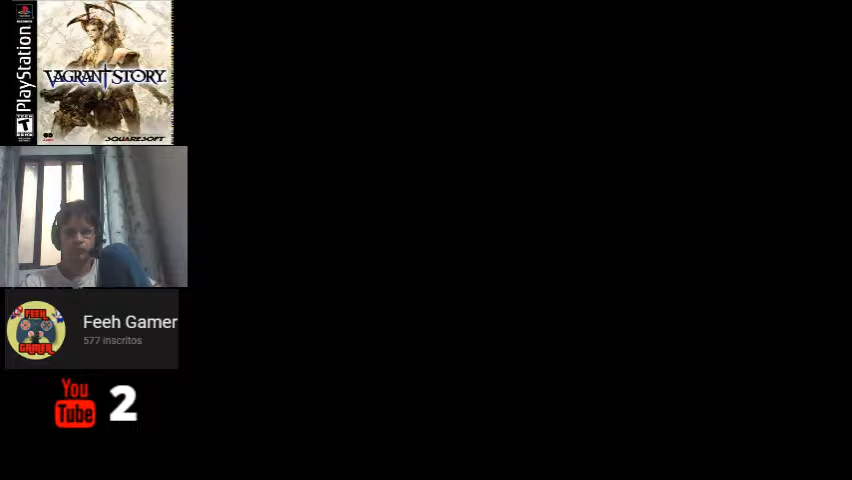 PlayStation
VAGRANT STORY
T
SQUARESOFT
FEEH
GAMER
Feeh Gamer
577 inscritos
You
Tube
2